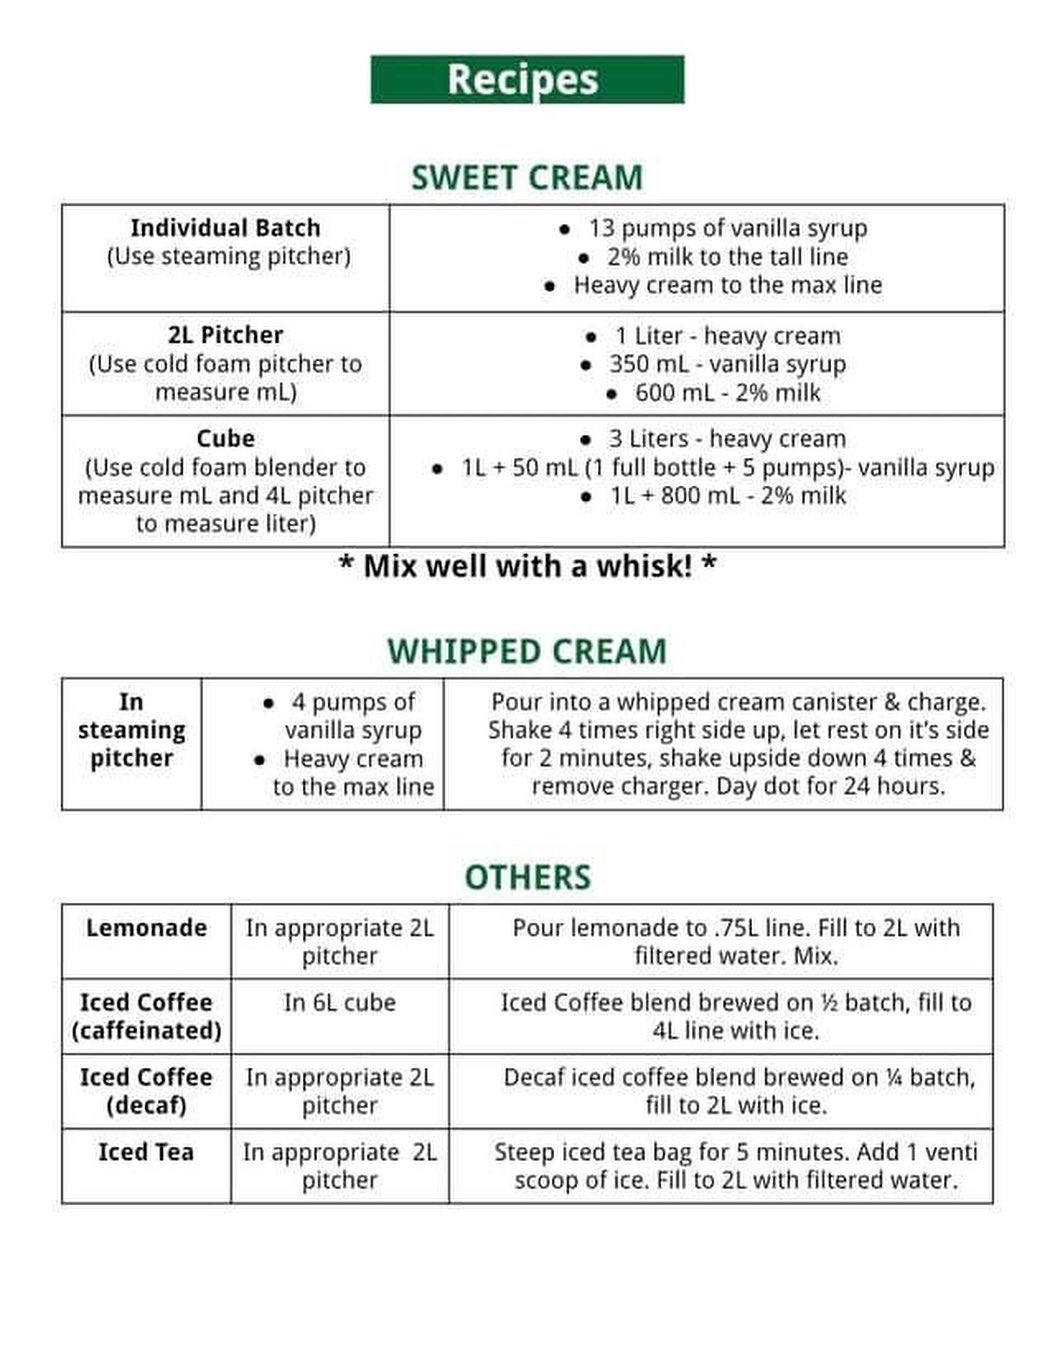 Recipes
SWEET CREAM
Individual Batch
(Use steaming pitcher)
● 13 pumps of vanilla syrup
● 2% milk to the tall line
● Heavy cream to the max line
2L Pitcher
(Use cold foam pitcher to
measure mL)
● 1 Liter - heavy cream
● 350 mL - vanilla syrup
● 600 mL - 2% milk
Cube
(Use cold foam blender to
measure mL and 4L pitcher
to measure liter)
● 3 Liters - heavy cream
● 1L + 50 mL (1 full bottle + 5 pumps)- vanilla syrup
● 1L + 800 mL - 2% milk
* Mix well with a whisk! *
WHIPPED CREAM
In
steaming
pitcher
● 4 pumps of
vanilla syrup
● Heavy cream
to the max line
Pour into a whipped cream canister & charge.
Shake 4 times right side up, let rest on it's side
for 2 minutes, shake upside down 4 times &
remove charger. Day dot for 24 hours.
OTHERS
Lemonade
In appropriate 2L
pitcher
Pour lemonade to .75L line. Fill to 2L with
filtered water. Mix.
Iced Coffee
(caffeinated)
In 6L cube
Iced Coffee blend brewed on ½ batch, fill to
4L line with ice.
Iced Coffee
(decaf)
In appropriate 2L
pitcher
Decaf iced coffee blend brewed on ¼ batch,
fill to 2L with ice.
Iced Tea
In appropriate 2L
pitcher
Steep iced tea bag for 5 minutes. Add 1 venti
scoop of ice. Fill to 2L with filtered water.